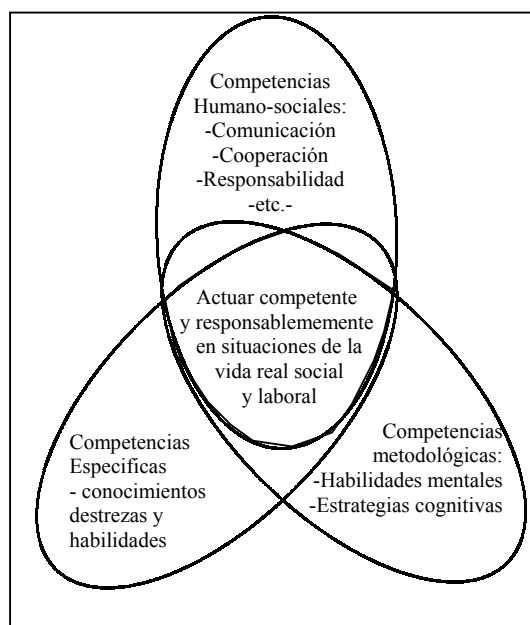 Competencias
Humano-sociales:
-Comunicación
-Cooperación
-Responsabilidad
-etc.-
Actuar competente
y responsablememente
en situaciones de la
vida real social
y laboral
Competencias
Especificas
- conocimientos
destrezas y
habilidades
Competencias
metodológicas:
-Habilidades mentales
-Estrategias cognitivas